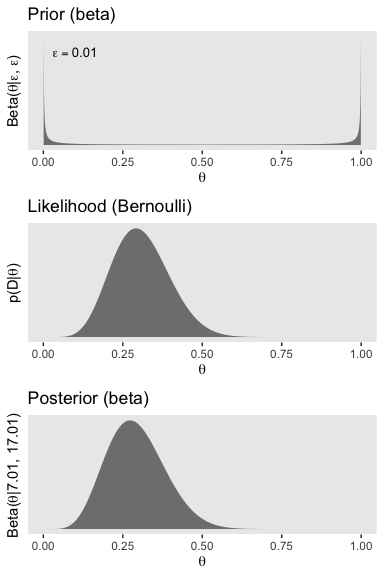 Prior (beta)
Beta(θ|ε, ε)
ε = 0.01
0.00 0.25 0.50 0.75 1.00
θ
Likelihood (Bernoulli)
p(D|θ)
0.00 0.25 0.50 0.75 1.00
θ
Posterior (beta)
Beta(θ|7.01, 17.01)
0.00 0.25 0.50 0.75 1.00
θ